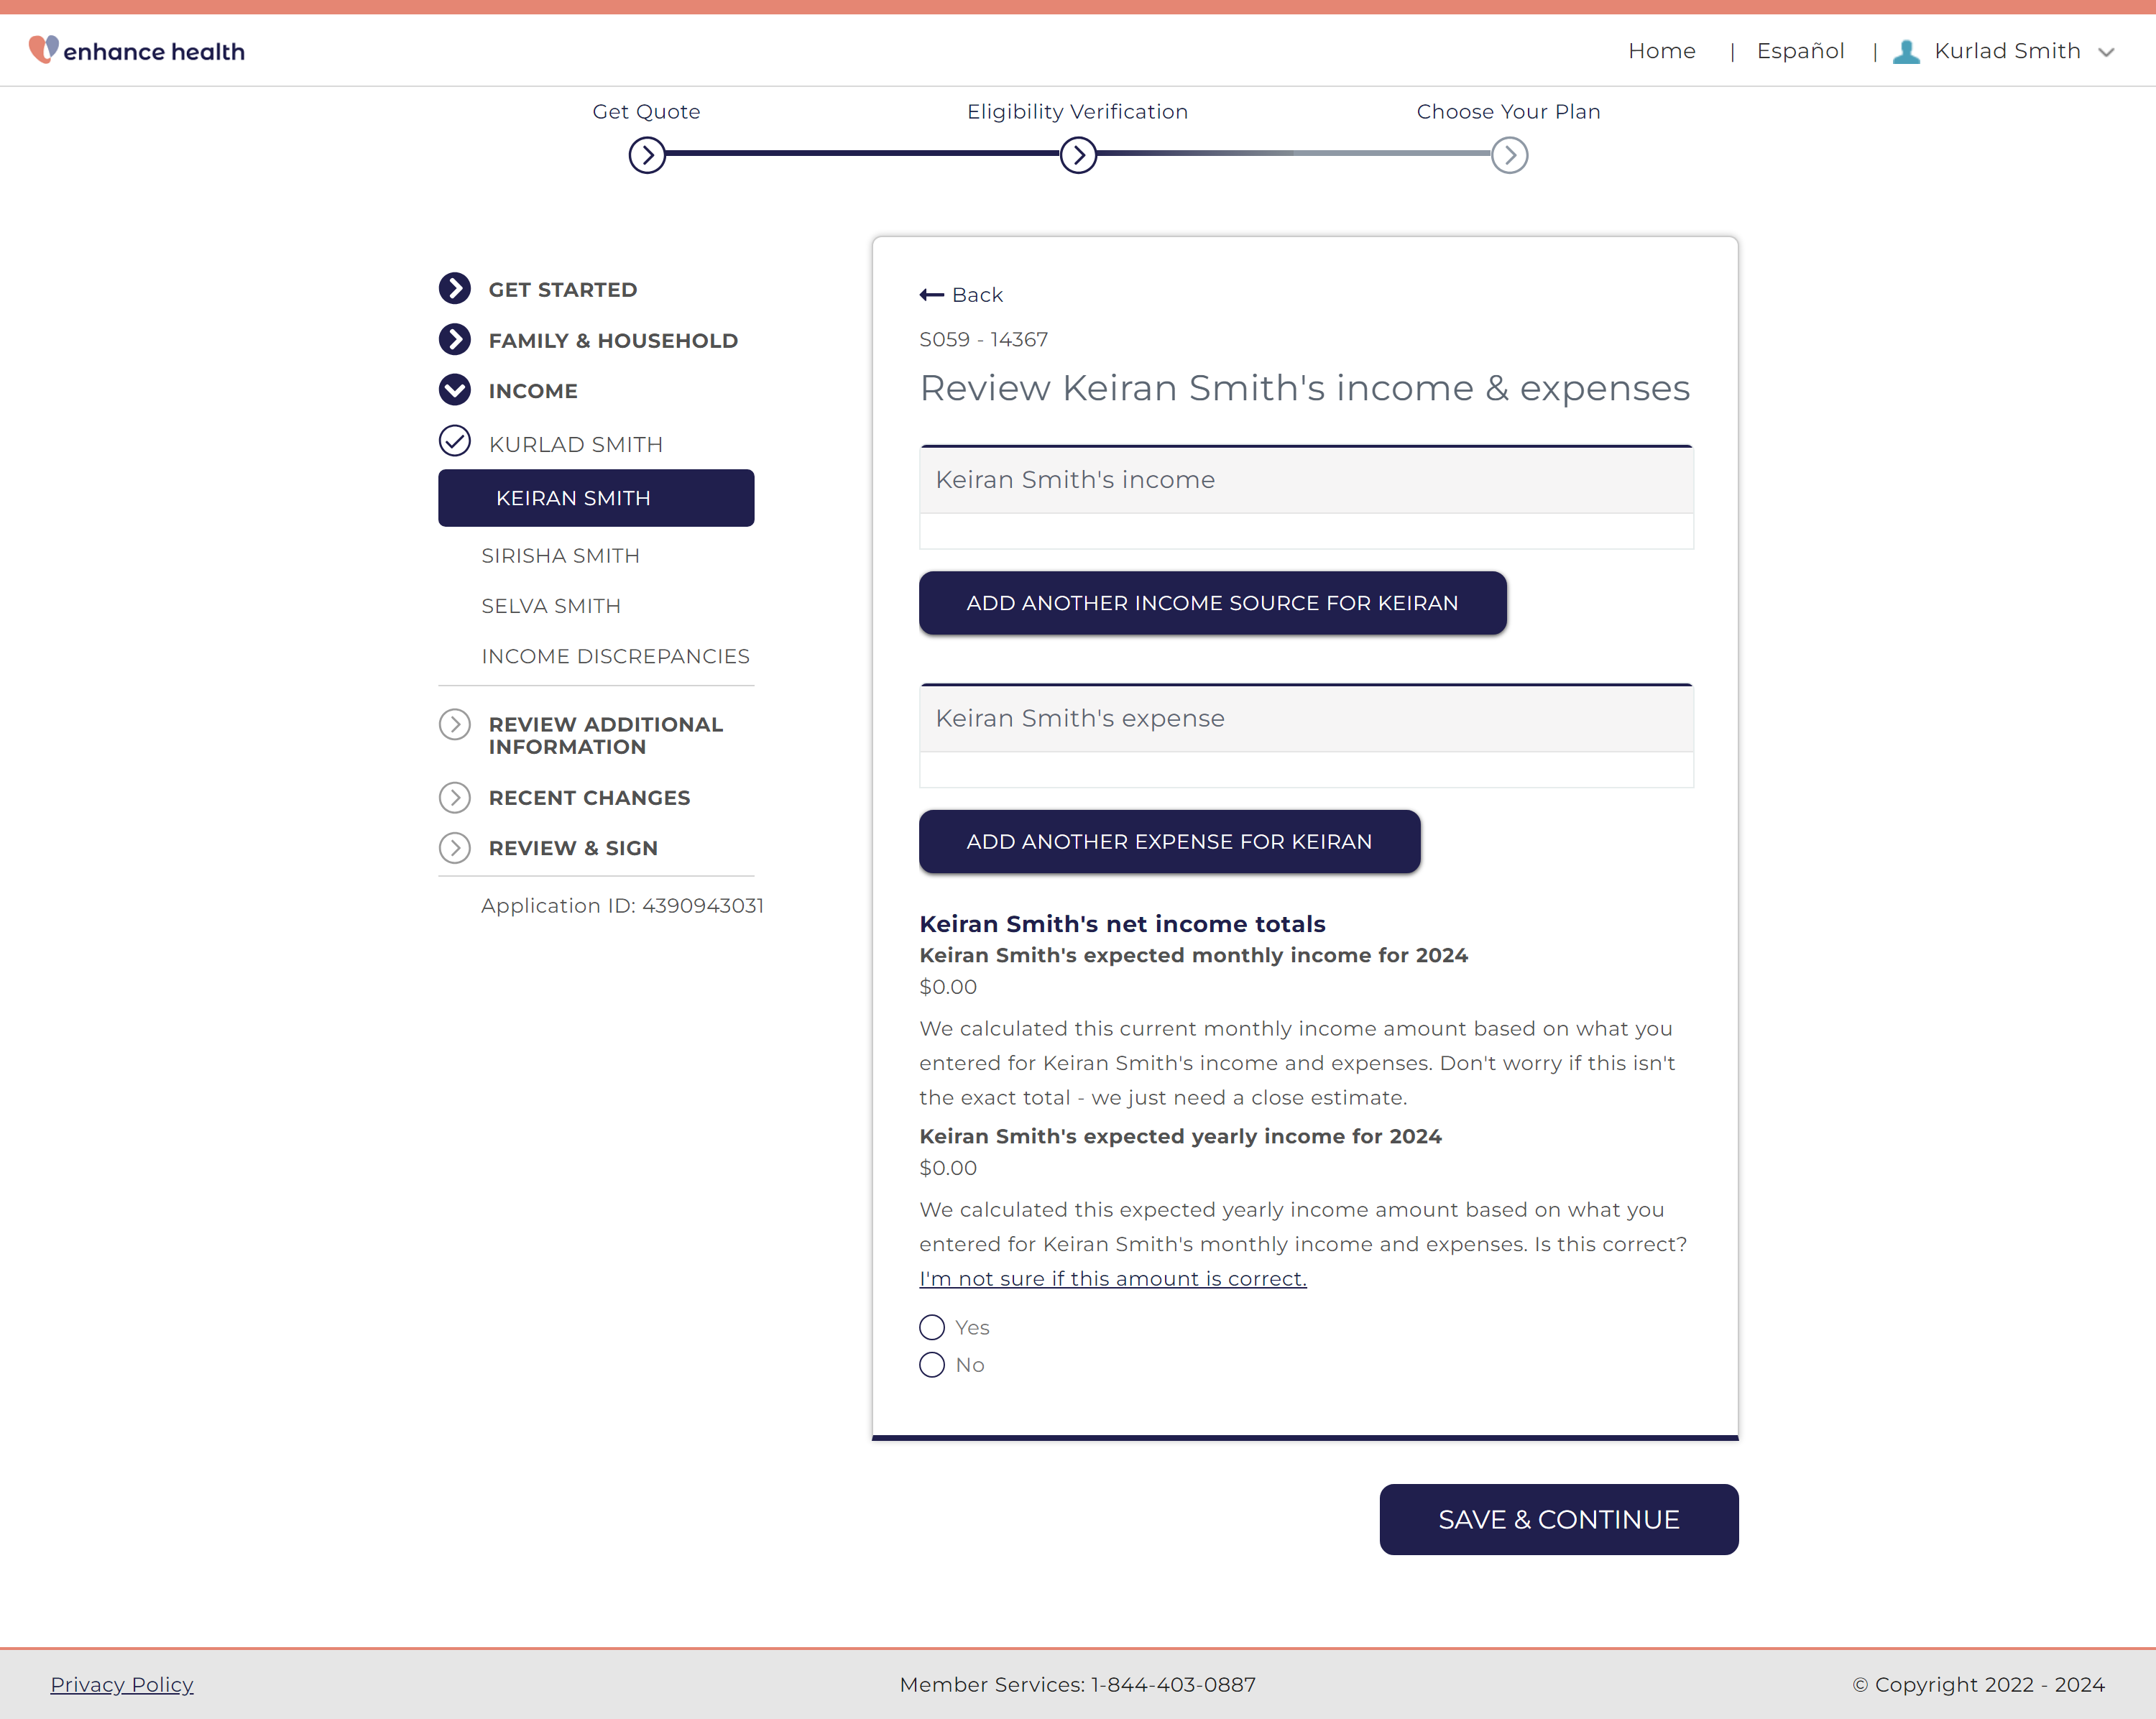 enhance health
Home | Español | Kurlad Smith
Get Quote
Eligibility Verification
Choose Your Plan
GET STARTED
FAMILY & HOUSEHOLD
INCOME
KURLAD SMITH
KEIRAN SMITH
SIRISHA SMITH
SELVA SMITH
INCOME DISCREPANCIES
REVIEW ADDITIONAL
INFORMATION
RECENT CHANGES
REVIEW & SIGN
Application ID: 4390943031
Back
S059 - 14367
Review Keiran Smith's income & expenses
Keiran Smith's income
ADD ANOTHER INCOME SOURCE FOR KEIRAN
Keiran Smith's expense
ADD ANOTHER EXPENSE FOR KEIRAN
Keiran Smith's net income totals
Keiran Smith's expected monthly income for 2024
$0.00
We calculated this current monthly income amount based on what you
entered for Keiran Smith's income and expenses. Don't worry if this isn't
the exact total - we just need a close estimate.
Keiran Smith's expected yearly income for 2024
$0.00
We calculated this expected yearly income amount based on what you
entered for Keiran Smith's monthly income and expenses. Is this correct?
I'm not sure if this amount is correct.
Yes
No
SAVE & CONTINUE
Privacy Policy
Member Services: 1-844-403-0887
© Copyright 2022 - 2024